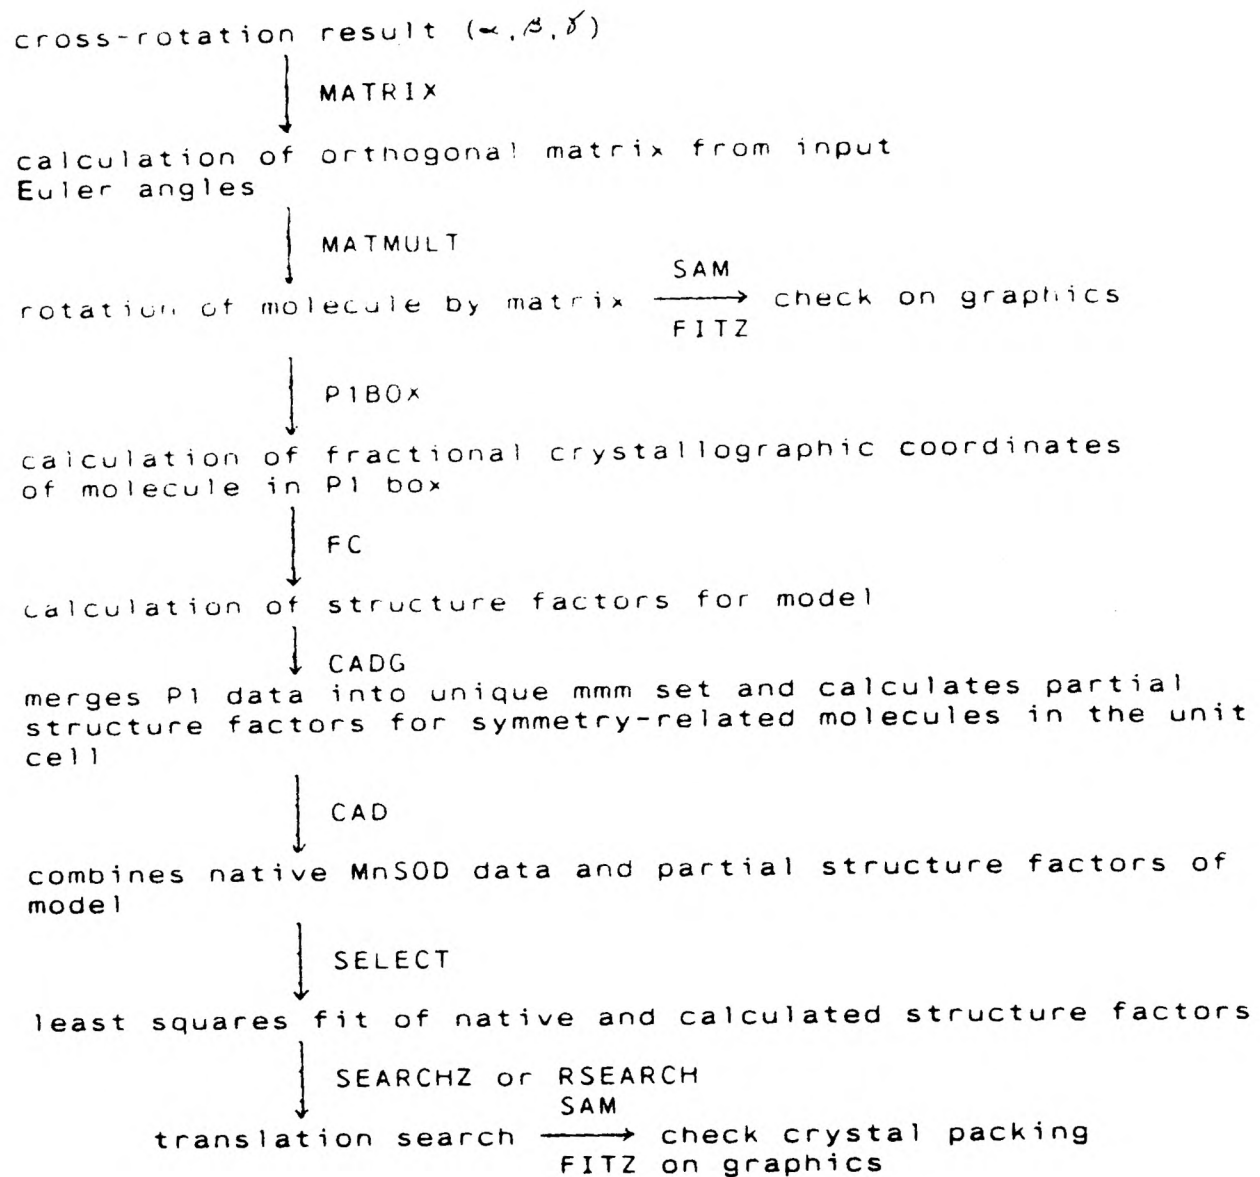 cross-rotation result (α,β,γ)
MATRIX
calculation of orthogonal matrix from input
Euler angles
MATMULT
SAM
rotation of molecule by matrix → check on graphics
FITZ
P1BOX
calculation of fractional crystallographic coordinates
of molecule in P1 box
FC
calculation of structure factors for model
CADG
merges P1 data into unique mmm set and calculates partial
structure factors for symmetry-related molecules in the unit
cell
CAD
combines native MnSOD data and partial structure factors of
model
SELECT
least squares fit of native and calculated structure factors
SEARCHZ or RSEARCH
SAM
translation search → check crystal packing
FITZ on graphics